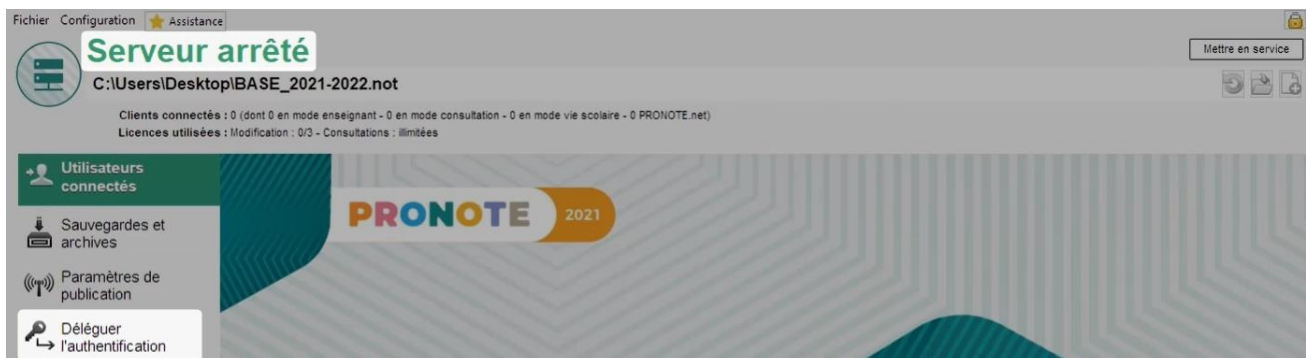 Fichier Configuration Assistance
Serveur arrêté
Mettre en service
C:\Users\Desktop\BASE_2021-2022.not
Clients connectés : 0 (dont 0 en mode enseignant - 0 en mode consultation - 0 en mode vie scolaire - 0 PRONOTE.net)
Licences utilisées : Modification : 0/3 - Consultations : illimitées
Utilisateurs
connectés
PRONOTE 2021
Sauvegardes et
archives
Paramètres de
publication
Déléguer
l'authentification